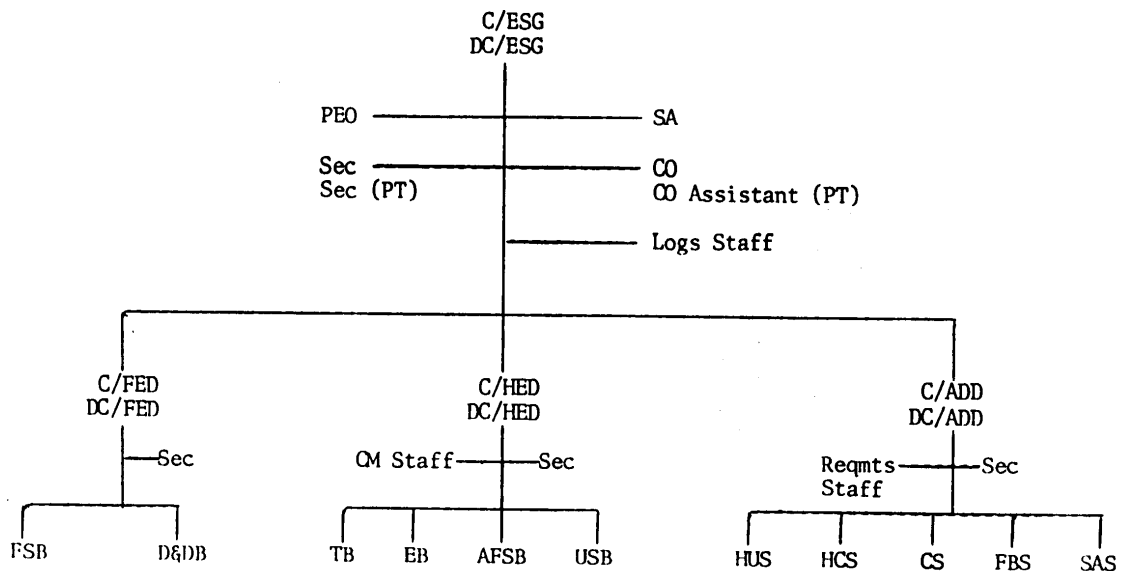 C/ESG
DC/ESG
PEO
SA
Sec
Sec (PT)
CO
CO Assistant (PT)
Logs Staff
C/FED
DC/FED
Sec
FSB
D&DB
C/HED
DC/HED
CM Staff
Sec
TB
EB
AFSB
USB
C/ADD
DC/ADD
Reqmts
Staff
Sec
HUS
HCS
CS
FBS
SAS